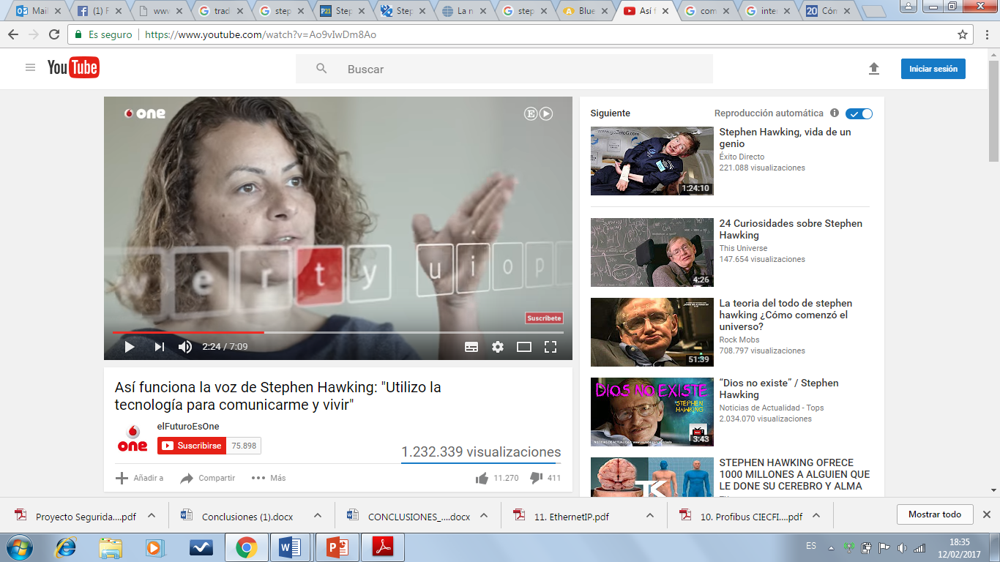 Mail
(1) F
www
trad
step
Step
Step
La n
step
Blue
Así f
com
inte
Cón
Es seguro | https://www.youtube.com/watch?v=Ao9vIwDm8Ao
YouTube
Buscar
Iniciar sesión
one
E
e r t y u i o p
Suscríbete
2:24 / 7:09
Así funciona la voz de Stephen Hawking: "Utilizo la
tecnología para comunicarme y vivir"
elFuturoEsOne
one
Suscribirse 75.898
1.232.339 visualizaciones
Añadir a Compartir Más 11.270 411
Siguiente Reproducción automática
www.goZeroG.com
1:24:10
Stephen Hawking, vida de un
genio
Éxito Directo
221.088 visualizaciones
4:26
24 Curiosidades sobre Stephen
Hawking
This Universe
147.654 visualizaciones
51:39
La teoria del todo de stephen
hawking ¿Cómo comenzó el
universo?
Rock Mobs
708.797 visualizaciones
DIOS NO EXISTE
STEPHEN
HAWKING
3:43
“Dios no existe” / Stephen
Hawking
Noticias de Actualidad - Tops
2.034.070 visualizaciones
TK
STEPHEN HAWKING OFRECE
1000 MILLONES A ALGUIEN QUE
LE DONE SU CEREBRO Y ALMA
Proyecto Segurida....pdf
Conclusiones (1).docx
CONCLUSIONES_....docx
11. EthernetIP.pdf
10. Profibus CIECFI....pdf
Mostrar todo
ES
18:35
12/02/2017